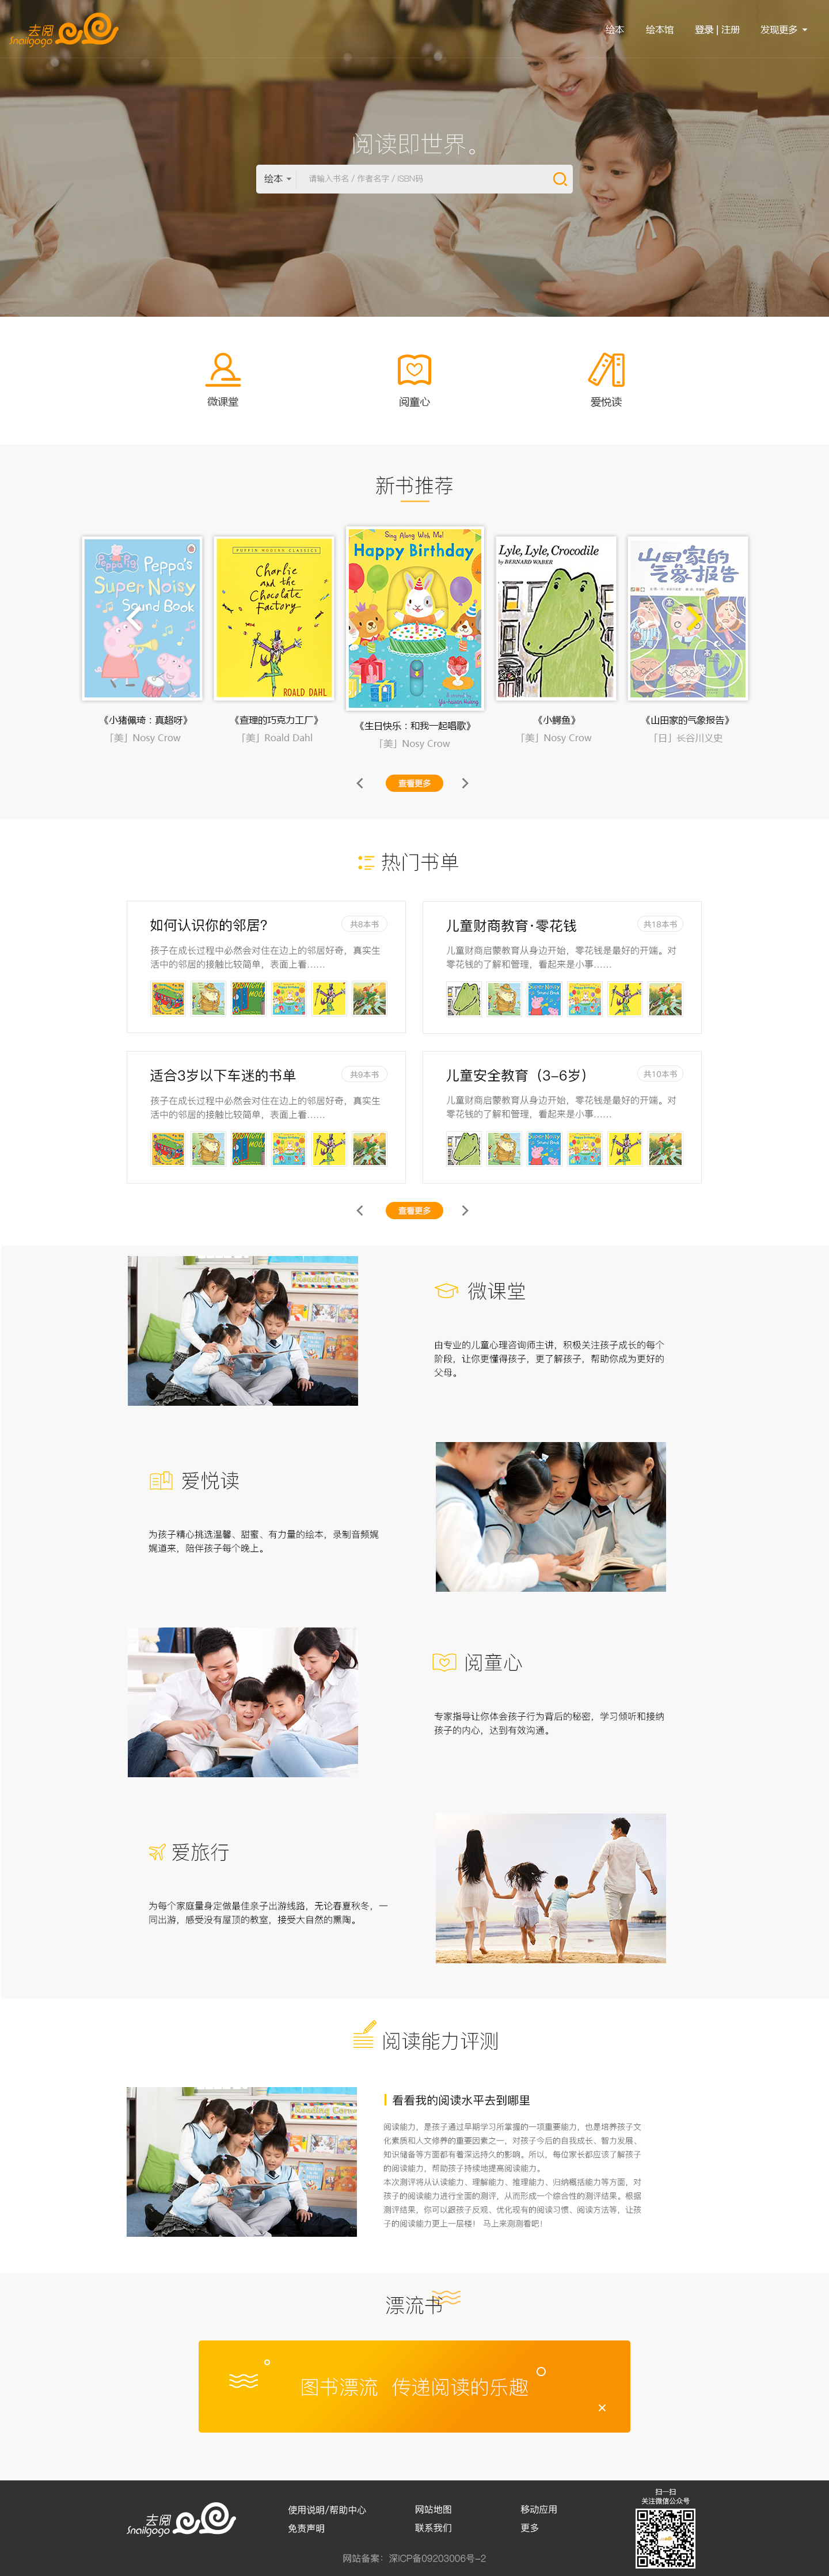 去阅
Snailgogo
绘本
绘本馆
登录 | 注册
发现更多
阅读即世界。
绘本
请输入书名 / 作者名字 / ISBN码
微课堂
阅童心
爱悦读
新书推荐
Peppa Pig
Peppa's
Super Noisy
Sound Book
PUFFIN MODERN CLASSICS
Charlie
and the
Chocolate
Factory
ROALD DAHL
Sing Along With Me!
Happy Birthday
Lyle, Lyle, Crocodile
by BERNARD WABER
山田家的
气象报告
《小猪佩琦：真超呀》
「美」Nosy Crow
《查理的巧克力工厂》
「美」Roald Dahl
《生日快乐：和我一起唱歌》
「美」Nosy Crow
《小鳄鱼》
「美」Nosy Crow
《山田家的气象报告》
「日」长谷川义史
查看更多
热门书单
如何认识你的邻居?
共8本书
孩子在成长过程中必然会对住在边上的邻居好奇，真实生
活中的邻居的接触比较简单，表面上看……
儿童财商教育·零花钱
共18本书
儿童财商启蒙教育从身边开始，零花钱是最好的开端。对
零花钱的了解和管理，看起来是小事……
适合3岁以下车迷的书单
共9本书
孩子在成长过程中必然会对住在边上的邻居好奇，真实生
活中的邻居的接触比较简单，表面上看……
儿童安全教育（3-6岁）
共10本书
儿童财商启蒙教育从身边开始，零花钱是最好的开端。对
零花钱的了解和管理，看起来是小事……
查看更多
Reading Corner
微课堂
由专业的儿童心理咨询师主讲，积极关注孩子成长的每个
阶段，让你更懂得孩子，更了解孩子，帮助你成为更好的
父母。
爱悦读
为孩子精心挑选温馨、甜蜜、有力量的绘本，录制音频娓
娓道来，陪伴孩子每个晚上。
阅童心
专家指导让你体会孩子行为背后的秘密，学习倾听和接纳
孩子的内心，达到有效沟通。
爱旅行
为每个家庭量身定做最佳亲子出游线路，无论春夏秋冬，一
同出游，感受没有屋顶的教室，接受大自然的熏陶。
阅读能力评测
Reading Corner
看看我的阅读水平去到哪里
阅读能力，是孩子通过早期学习所掌握的一项重要能力，也是培养孩子文
化素质和人文修养的重要因素之一，对孩子今后的自我成长、智力发展、
知识储备等方面都有着深远持久的影响。所以，每位家长都应该了解孩子
的阅读能力，帮助孩子持续地提高阅读能力。
本次测评将从认读能力、理解能力、推理能力、归纳概括能力等方面，对
孩子的阅读能力进行全面的测评，从而形成一个综合性的测评结果。根据
测评结果，你可以跟孩子反观、优化现有的阅读习惯、阅读方法等，让孩
子的阅读能力更上一层楼！ 马上来测测看吧！
漂流书
图书漂流 传递阅读的乐趣
去阅
Snailgogo
使用说明/帮助中心
免责声明
网站地图
联系我们
移动应用
更多
扫一扫
关注微信公众号
网站备案：深ICP备09203006号-2